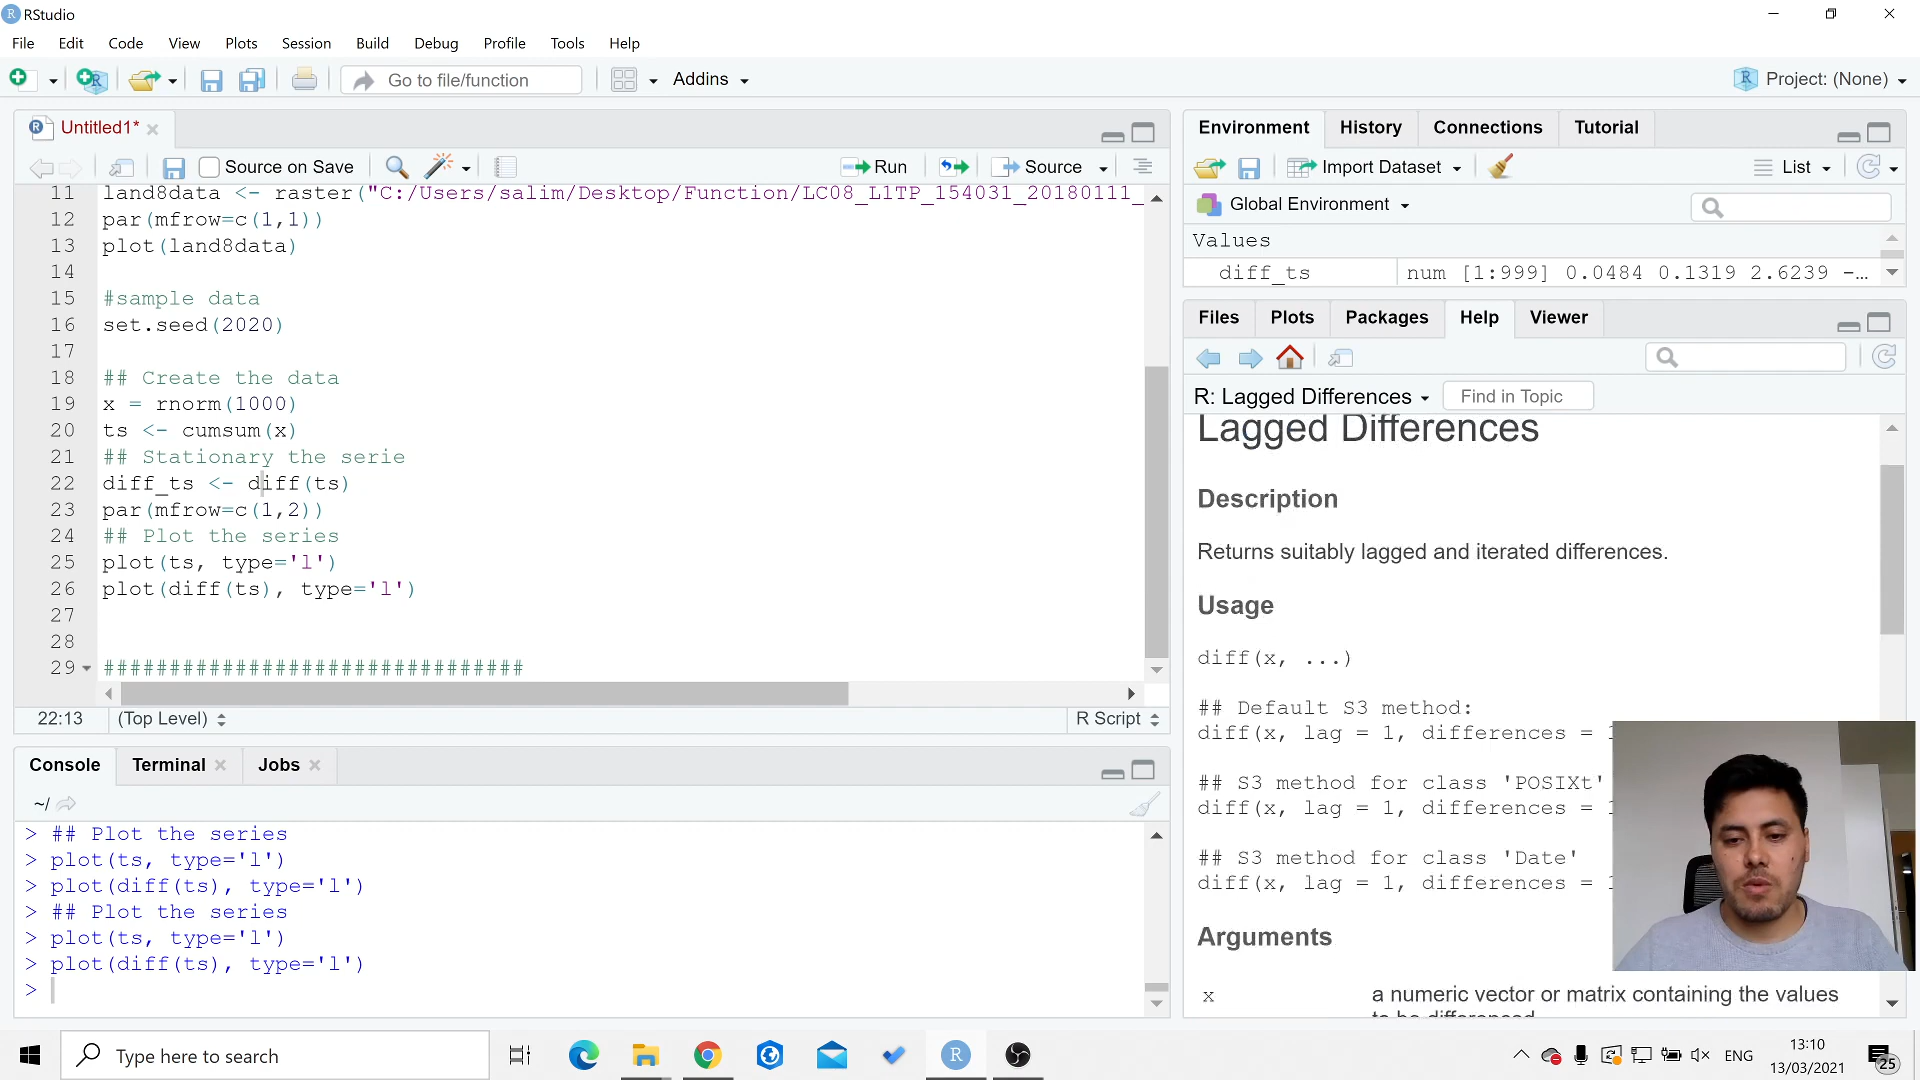 RStudio
File Edit Code View Plots Session Build Debug Profile Tools Help
Go to file/function Addins Project: (None)
Untitled1*
Source on Save Run Source
11 land8data <- raster("C:/Users/salim/Desktop/Function/LC08_L1TP_154031_20180111_
12 par(mfrow=c(1,1))
13 plot(land8data)
14
15 #sample data
16 set.seed(2020)
17
18 ## Create the data
19 x = rnorm(1000)
20 ts <- cumsum(x)
21 ## Stationary the serie
22 diff_ts <- diff(ts)
23 par(mfrow=c(1,2))
24 ## Plot the series
25 plot(ts, type='l')
26 plot(diff(ts), type='l')
27
28
29 ################################
22:13 (Top Level) R Script
Console Terminal Jobs
~/
> ## Plot the series
> plot(ts, type='l')
> plot(diff(ts), type='l')
> ## Plot the series
> plot(ts, type='l')
> plot(diff(ts), type='l')
>
Environment History Connections Tutorial
Import Dataset List
Global Environment
Values
diff_ts num [1:999] 0.0484 0.1319 2.6239 -…
Files Plots Packages Help Viewer
R: Lagged Differences Find in Topic
Lagged Differences
Description
Returns suitably lagged and iterated differences.
Usage
diff(x, ...)
## Default S3 method:
diff(x, lag = 1, differences = 1
## S3 method for class 'POSIXt'
diff(x, lag = 1, differences = 1
## S3 method for class 'Date'
diff(x, lag = 1, differences = 1
Arguments
x a numeric vector or matrix containing the values
to be differenced
Type here to search
ENG
13:10
13/03/2021
25